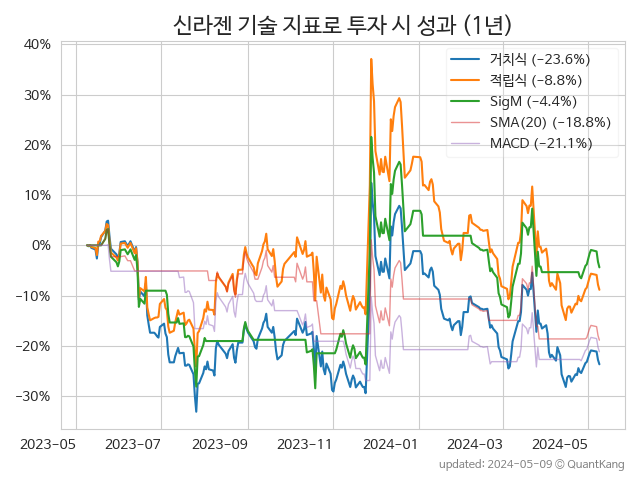 신라젠 기술 지표로 투자 시 성과 (1년)
40%
30%
20%
10%
0%
−10%
−20%
−30%
거치식 (−23.6%)
적립식 (−8.8%)
SigM (−4.4%)
SMA(20) (−18.8%)
MACD (−21.1%)
2023-05
2023-07
2023-09
2023-11
2024-01
2024-03
2024-05
updated: 2024-05-09 ⓒ QuantKang